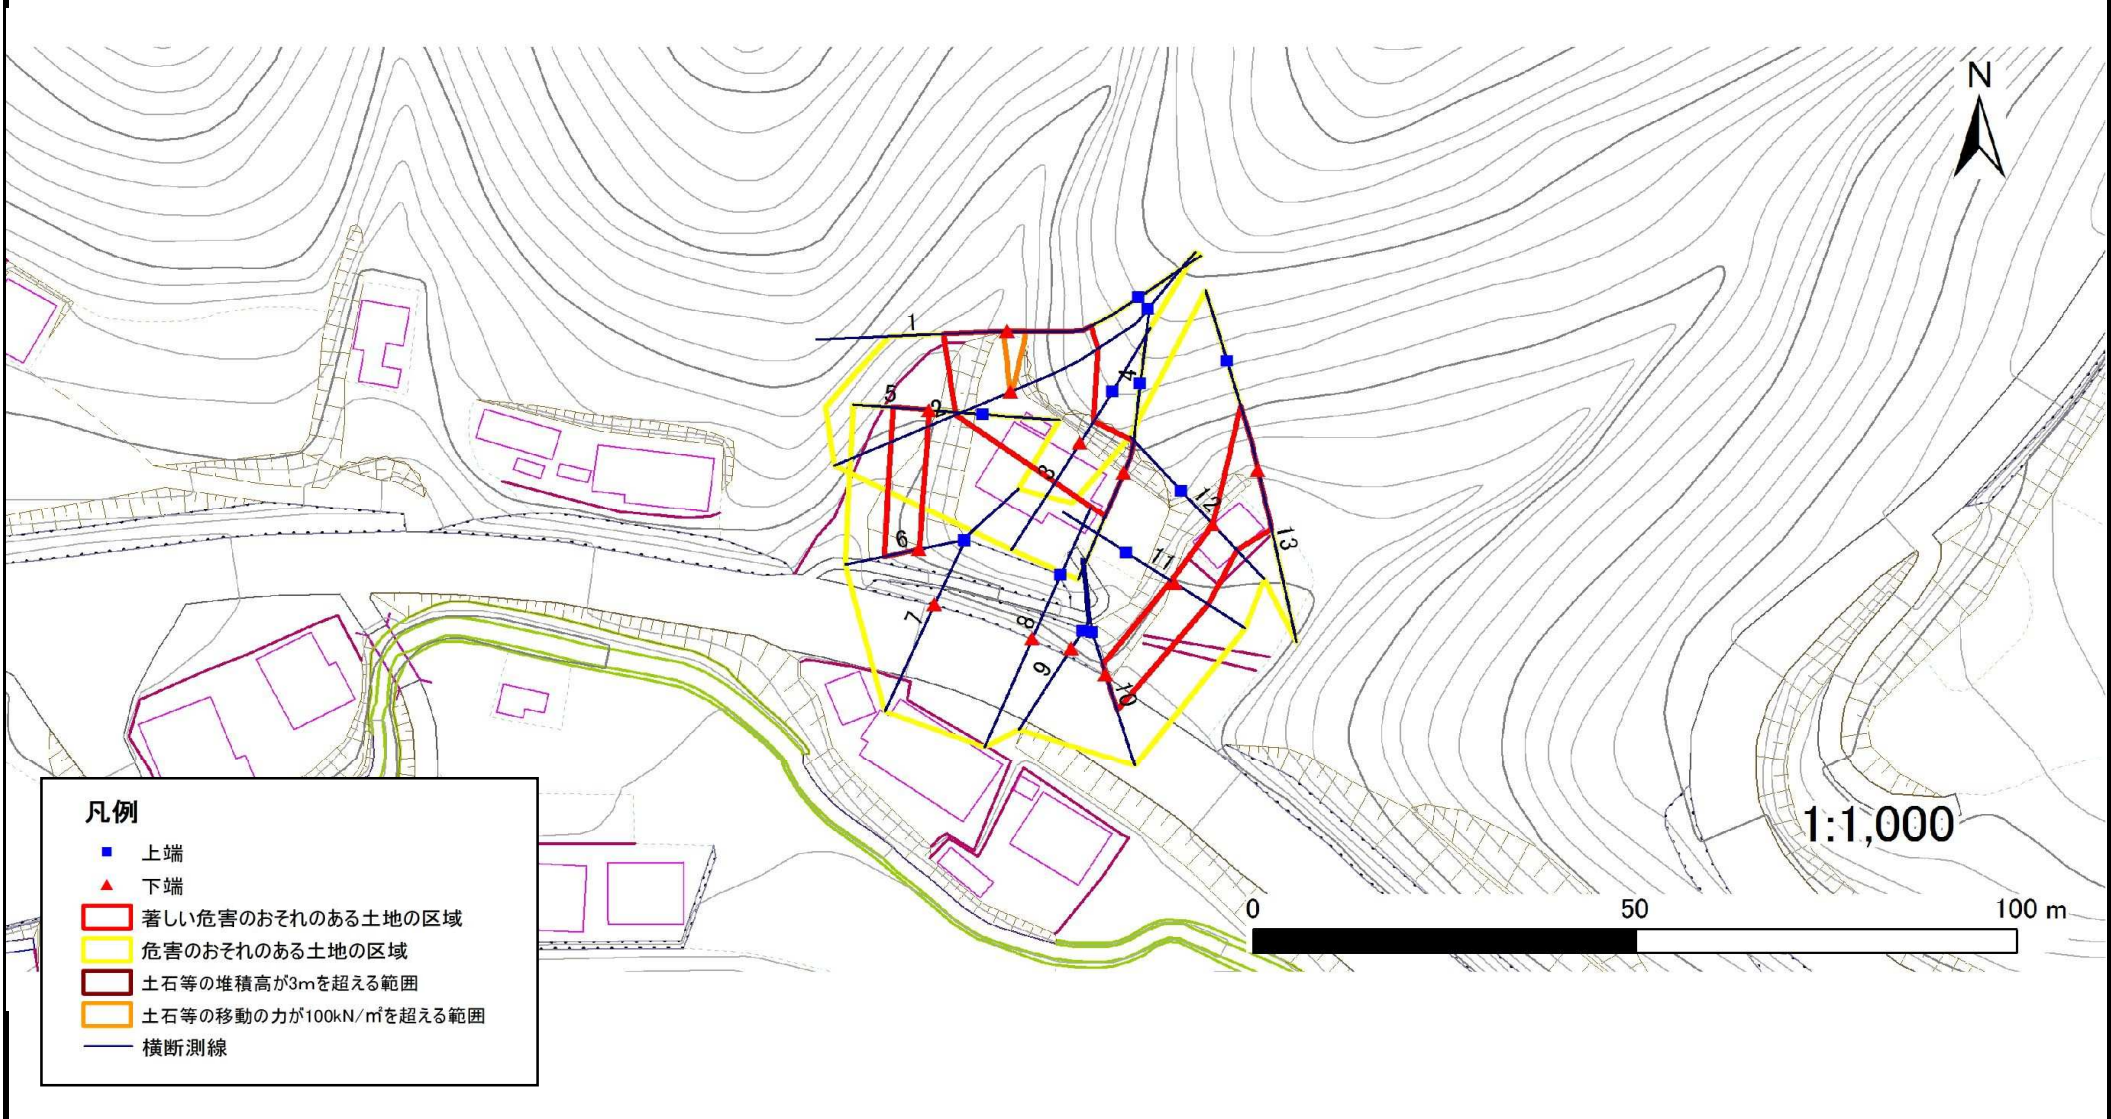 N
1
4
5
2
3
12
6
13
11
7
8
9
10
凡例
上端
下端
著しい危害のおそれのある土地の区域
危害のおそれのある土地の区域
土石等の堆積高が3mを超える範囲
土石等の移動の力が100kN/㎡を超える範囲
横断測線
1:1,000
0 50 100 m